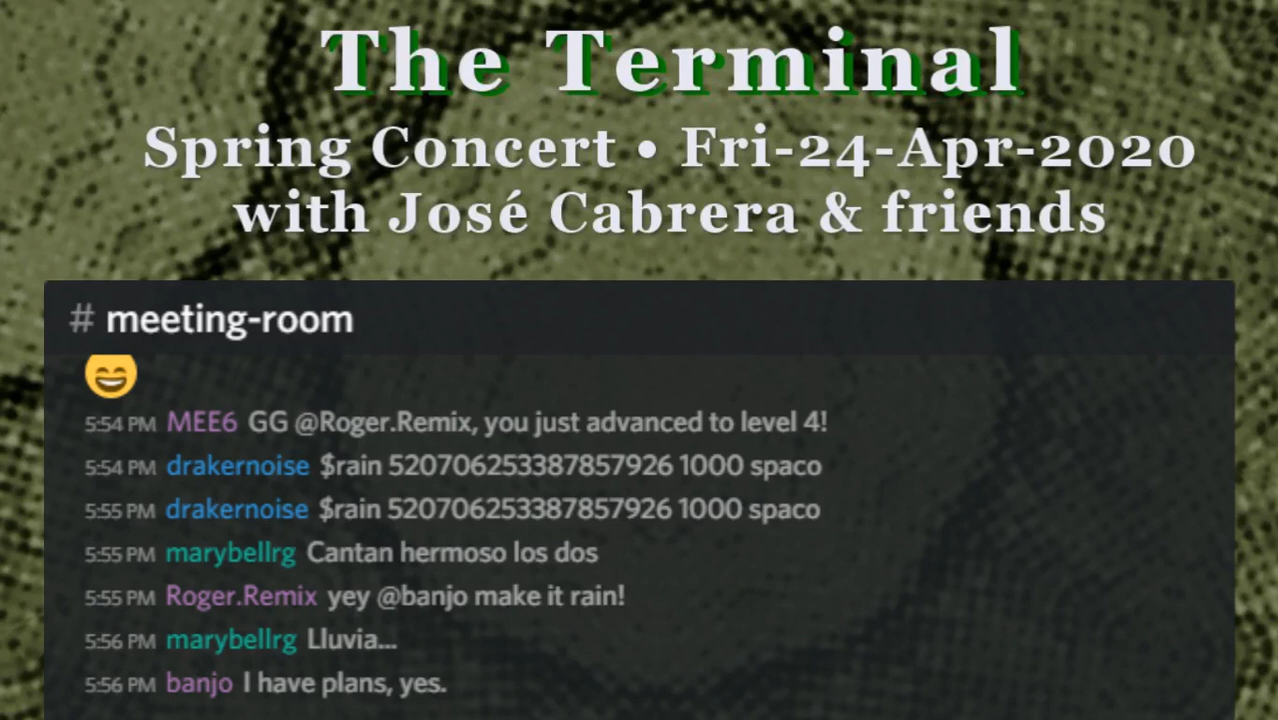 The Terminal
Spring Concert • Fri-24-Apr-2020
with José Cabrera & friends
# meeting-room
5:54 PM MEE6 GG @Roger.Remix, you just advanced to level 4!
5:54 PM drakernoise $rain 520706253387857926 1000 spaco
5:55 PM drakernoise $rain 520706253387857926 1000 spaco
5:55 PM marybellrg Cantan hermoso los dos
5:55 PM Roger.Remix yey @banjo make it rain!
5:56 PM marybellrg Lluvia...
5:56 PM banjo I have plans, yes.